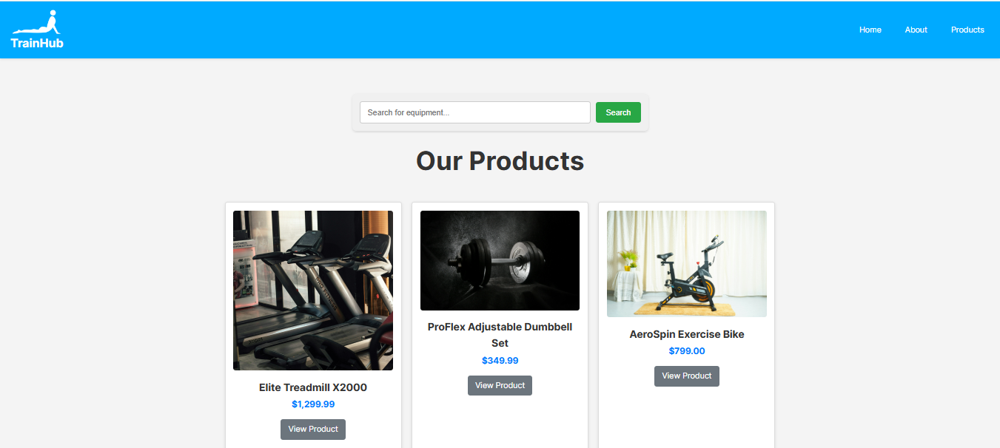 TrainHub
Home
About
Products
Search for equipment...
Search
Our Products
Elite Treadmill X2000
$1,299.99
View Product
ProFlex Adjustable Dumbbell
Set
$349.99
View Product
AeroSpin Exercise Bike
$799.00
View Product